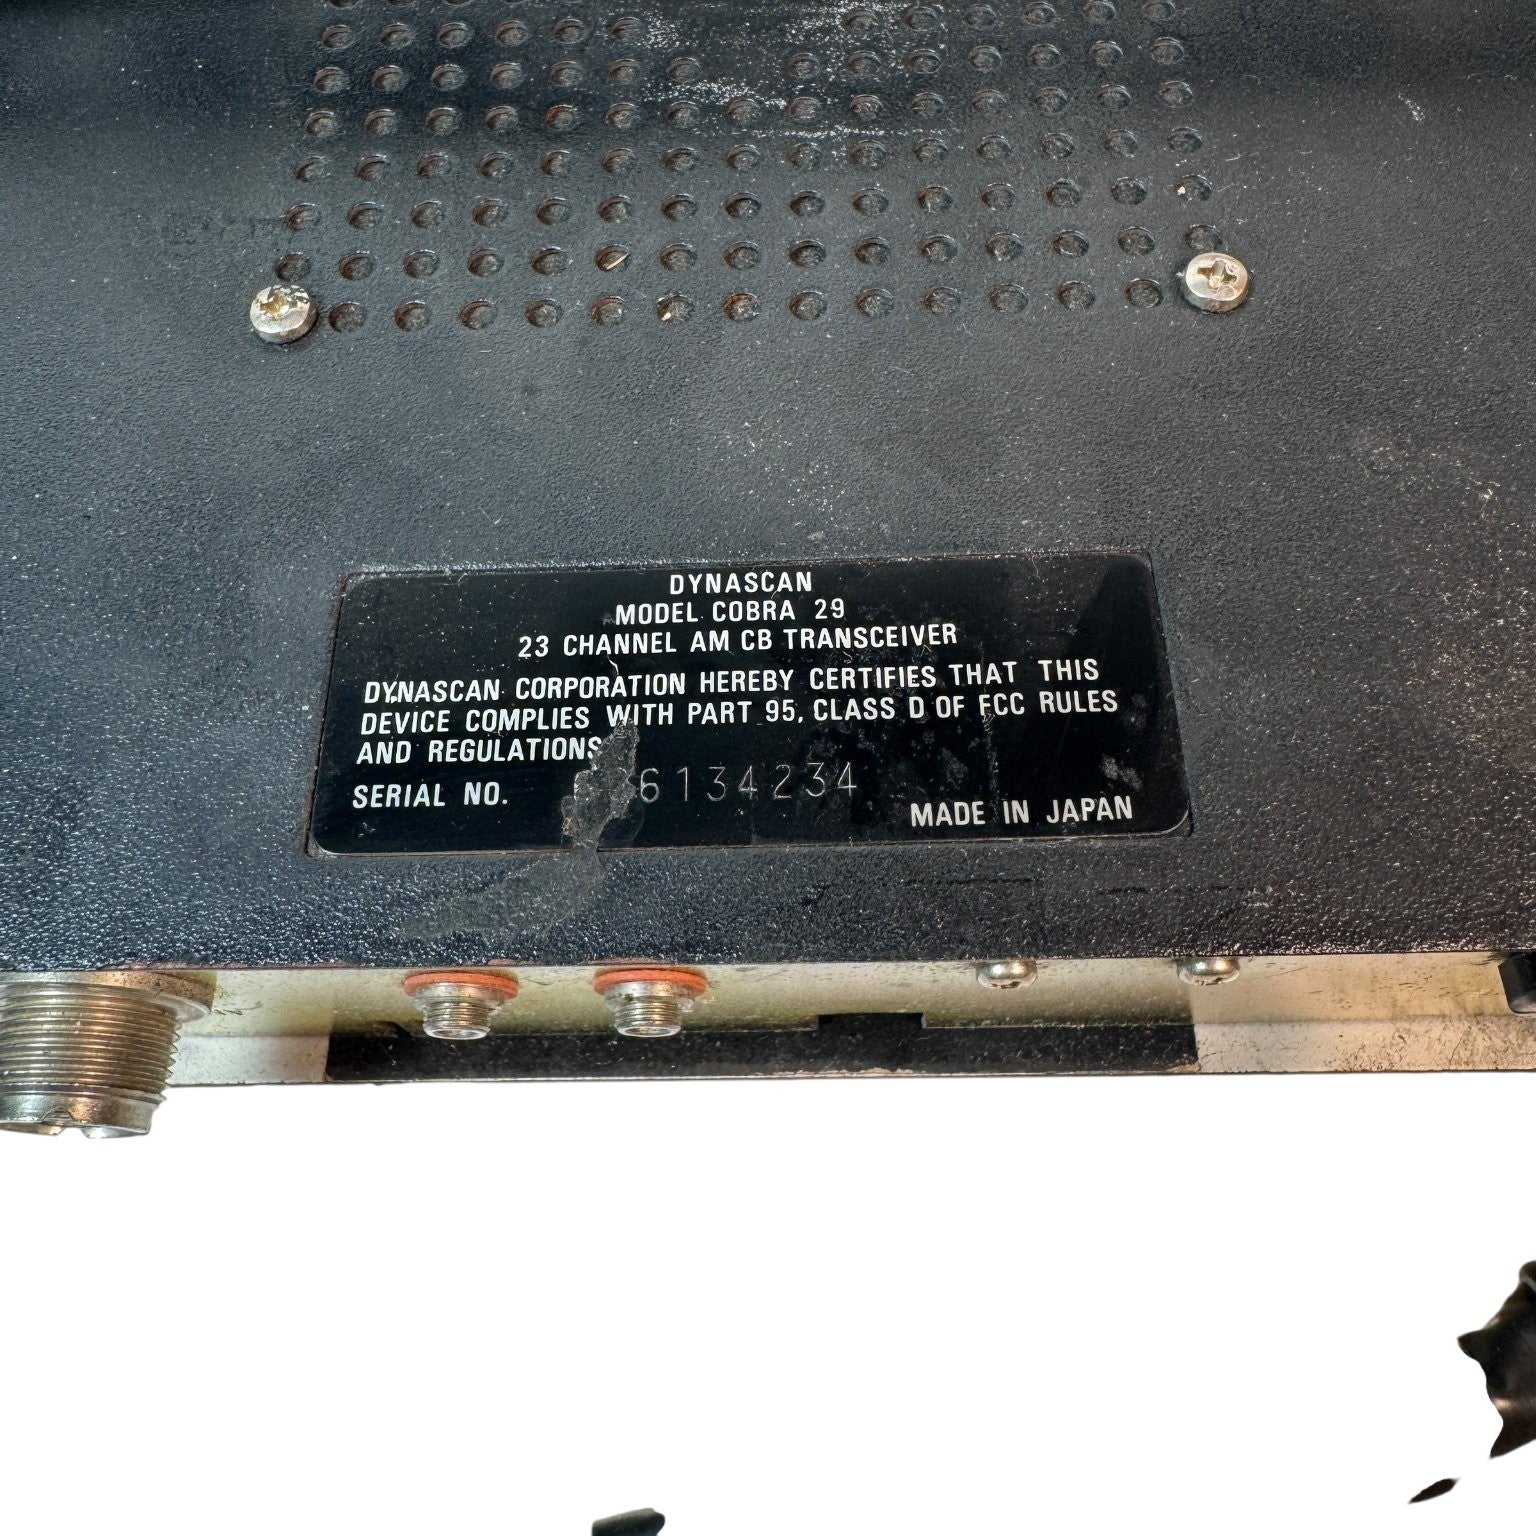 DYNASCAN
MODEL COBRA 29
23 CHANNEL AM CB TRANSCEIVER
DYNASCAN CORPORATION HEREBY CERTIFIES THAT THIS
DEVICE COMPLIES WITH PART 95, CLASS D OF FCC RULES
AND REGULATIONS
SERIAL NO.
MADE IN JAPAN